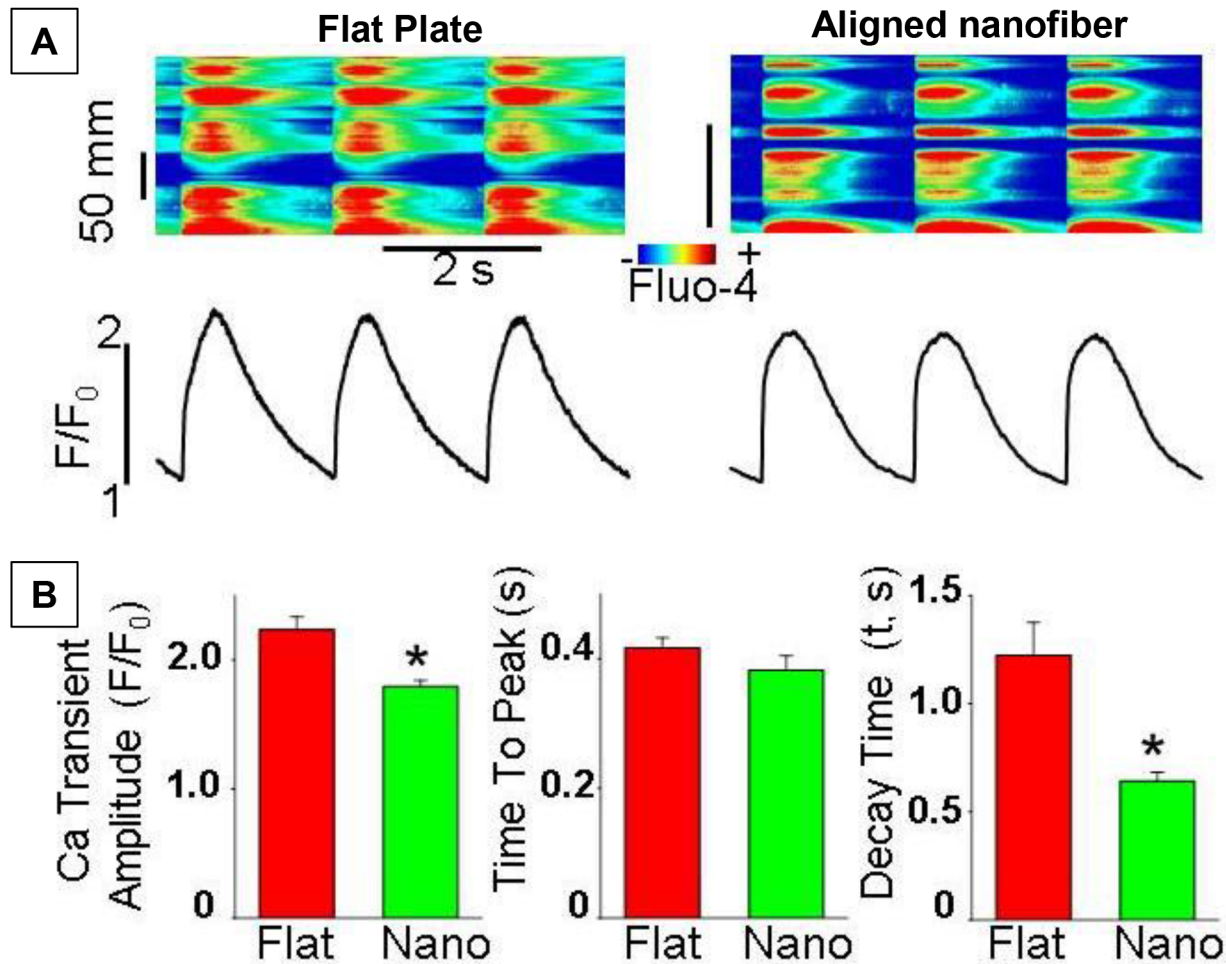 A
Flat Plate
Aligned nanofiber
50 mm
2 s
- +
Fluo-4
F/F0
2
1
B
Ca Transient
Amplitude (F/F0)
2.0
1.0
0
*
Flat Nano
Time To Peak (s)
0.4
0.2
0
Flat Nano
Decay Time (t, s)
1.5
1.0
0.5
0
*
Flat Nano